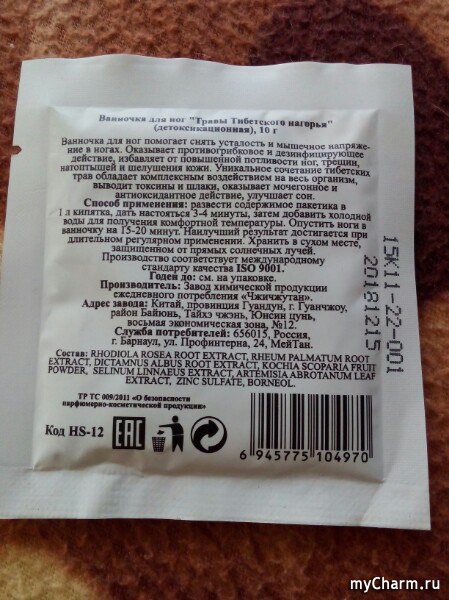 Ванночка для ног "Травы Тибетского нагорья"
(детоксикационная), 10 г
Ванночка для ног помогает снять усталость и мышечное напряже-
ние в ногах. Оказывает противогрибковое и дезинфицирующее
действие, избавляет от повышенной потливости ног, трещин,
натоптышей и шелушения кожи. Уникальное сочетание тибетских
трав обладает комплексным воздействием на весь организм,
выводит токсины и шлаки, оказывает мочегонное и
антиоксидантное действие, улучшает сон.
Способ применения: развести содержимое пакетика в
1 л кипятка, дать настояться 3-4 минуты, затем добавить холодной
воды для получения комфортной температуры. Опустить ноги в
ванночку на 15-20 минут. Наилучший результат достигается при
длительном регулярном применении. Хранить в сухом месте,
защищенном от прямых солнечных лучей.
Производство соответствует международному
стандарту качества ISO 9001.
Годен до: см. на упаковке.
Производитель: Завод химической продукции
ежедневного потребления «Чжичжутан».
Адрес завода: Китай, провинция Гуандун, г. Гуанчжоу,
район Байюнь, Тайхэ чжэнь, Юнсин цунь,
восьмая экономическая зона, №12.
Служба потребителей: 656015, Россия,
г. Барнаул, ул. Профинтерна, 24, МейТан.
Состав: RHODIOLA ROSEA ROOT EXTRACT, RHEUM PALMATUM ROOT
EXTRACT, DICTAMNUS ALBUS ROOT EXTRACT, KOCHIA SCOPARIA FRUIT
POWDER, SELINUM LINNAEUS EXTRACT, ARTEMISIA ABROTANUM LEAF
EXTRACT, ZINC SULFATE, BORNEOL.
ТР ТС 009/2011 «О безопасности
парфюмерно-косметической продукции»
Код HS-12
EAC
6 945775 104970
15K11-22-001
20181215
myCharm.ru